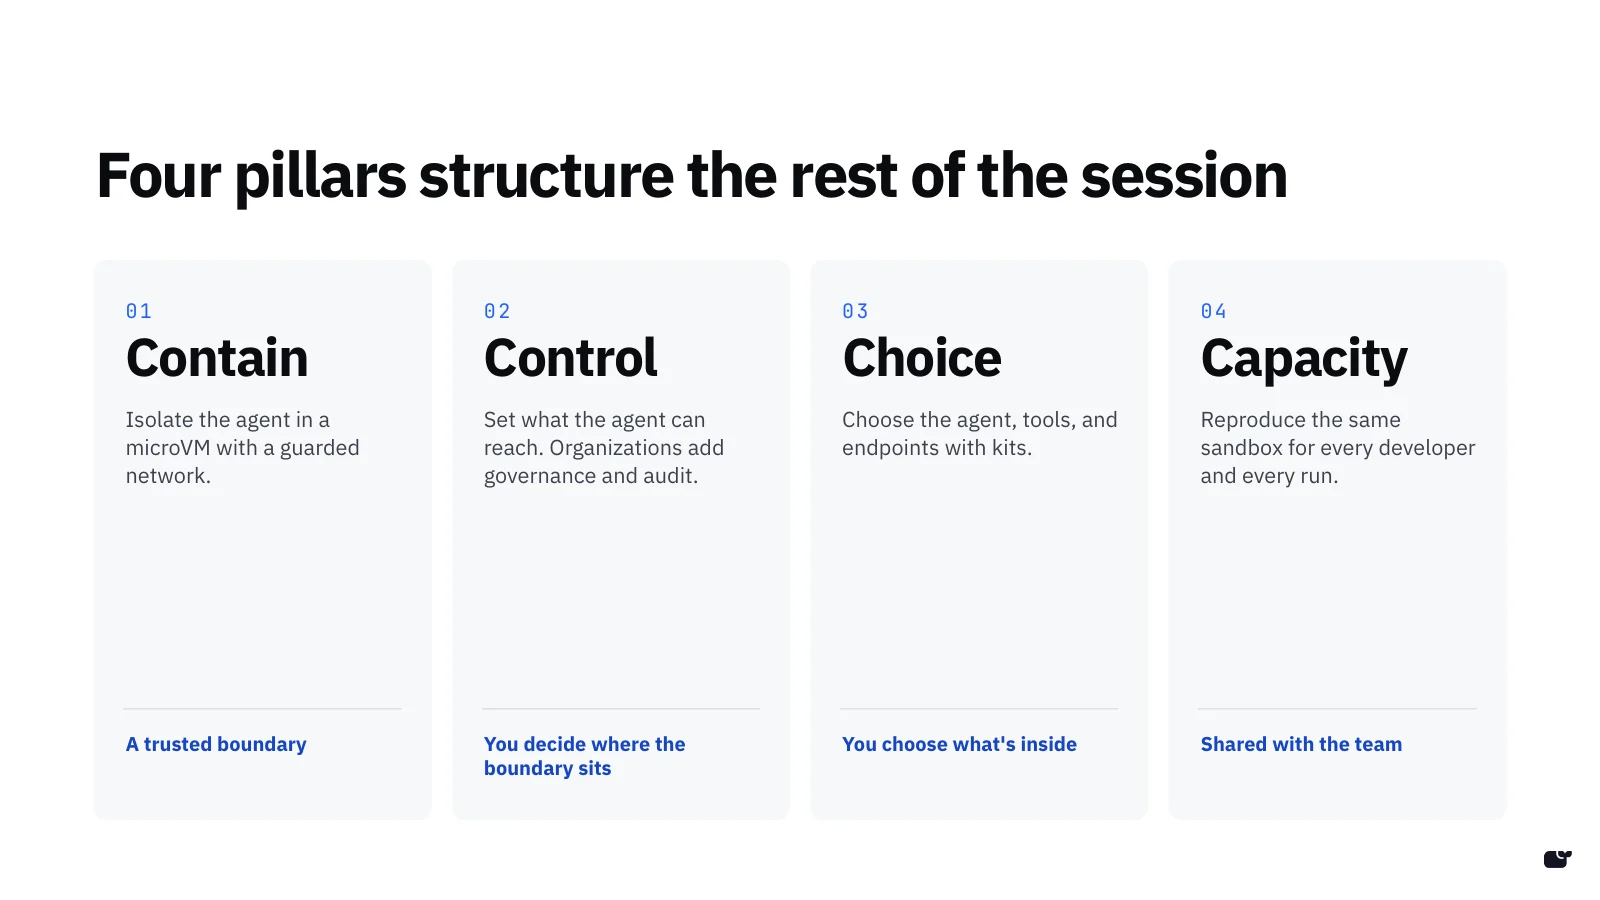 Four pillars structure the rest of the session
01
Contain
Isolate the agent in a
microVM with a guarded
network.
A trusted boundary
02
Control
Set what the agent can
reach. Organizations add
governance and audit.
You decide where the
boundary sits
03
Choice
Choose the agent, tools, and
endpoints with kits.
You choose what's inside
04
Capacity
Reproduce the same
sandbox for every developer
and every run.
Shared with the team